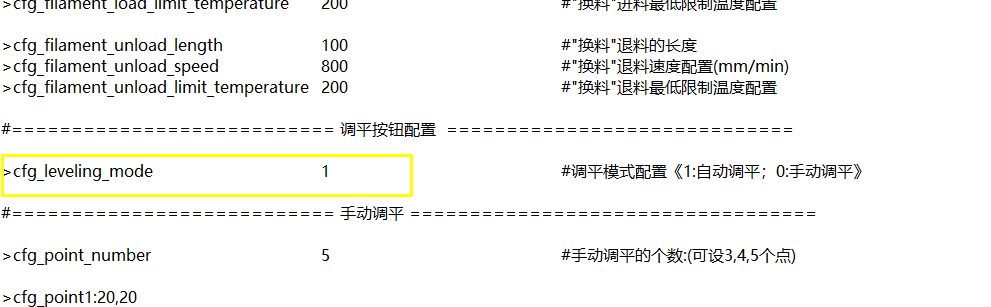 >cfg_filament_load_limit_temperature 200 #"换料"进料最低限制温度配置
>cfg_filament_unload_length 100 #"换料"退料的长度
>cfg_filament_unload_speed 800 #"换料"退料速度配置(mm/min)
>cfg_filament_unload_limit_temperature 200 #"换料"退料最低限制温度配置
#=========================== 调平按钮配置 =============================
>cfg_leveling_mode 1 #调平模式配置《1:自动调平；0:手动调平》
#=========================== 手动调平 ==================================
>cfg_point_number 5 #手动调平的个数:(可设3,4,5个点)
>cfg_point1:20,20